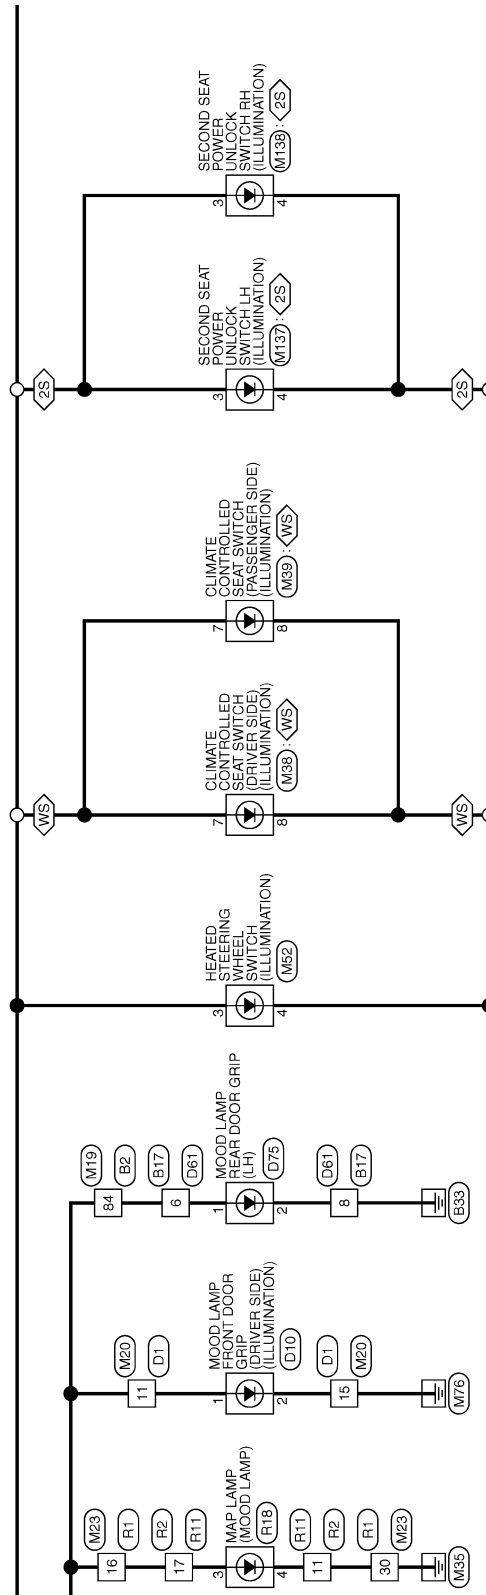 M23
R1
16
R2
R11
17
3
MAP LAMP
(MOOD LAMP)
R18
4
R11
R2
11
R1
M23
30
M35
M20
D1
11
1
MOOD LAMP
FRONT DOOR
GRIP
(DRIVER SIDE)
(ILLUMINATION)
D10
2
D1
M20
15
M76
M19
B2
84
B17
D61
6
1
MOOD LAMP
REAR DOOR GRIP
(LH)
D75
2
D61
B17
8
B33
3
HEATED
STEERING
WHEEL
SWITCH
(ILLUMINATION)
M52
4
WS
7
CLIMATE
CONTROLLED
SEAT SWITCH
(DRIVER SIDE)
(ILLUMINATION)
M38 : WS
8
WS
7
CLIMATE
CONTROLLED
SEAT SWITCH
(PASSENGER SIDE)
(ILLUMINATION)
M39 : WS
8
2S
3
SECOND SEAT
POWER
UNLOCK
SWITCH LH
(ILLUMINATION)
M137 : 2S
4
2S
3
SECOND SEAT
POWER
UNLOCK
SWITCH RH
(ILLUMINATION)
M138 : 2S
4